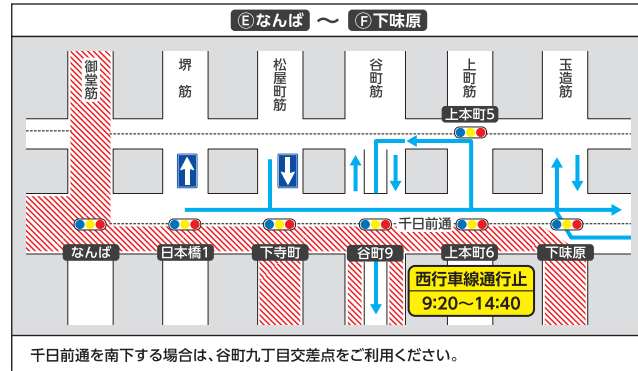 Ⓔなんば ～ Ⓕ下味原
御堂筋
堺筋
松屋町筋
谷町筋
上町筋
玉造筋
上本町5
千日前通
なんば
日本橋1
下寺町
谷町9
上本町6
下味原
西行車線通行止
9:20～14:40
千日前通を南下する場合は、谷町九丁目交差点をご利用ください。